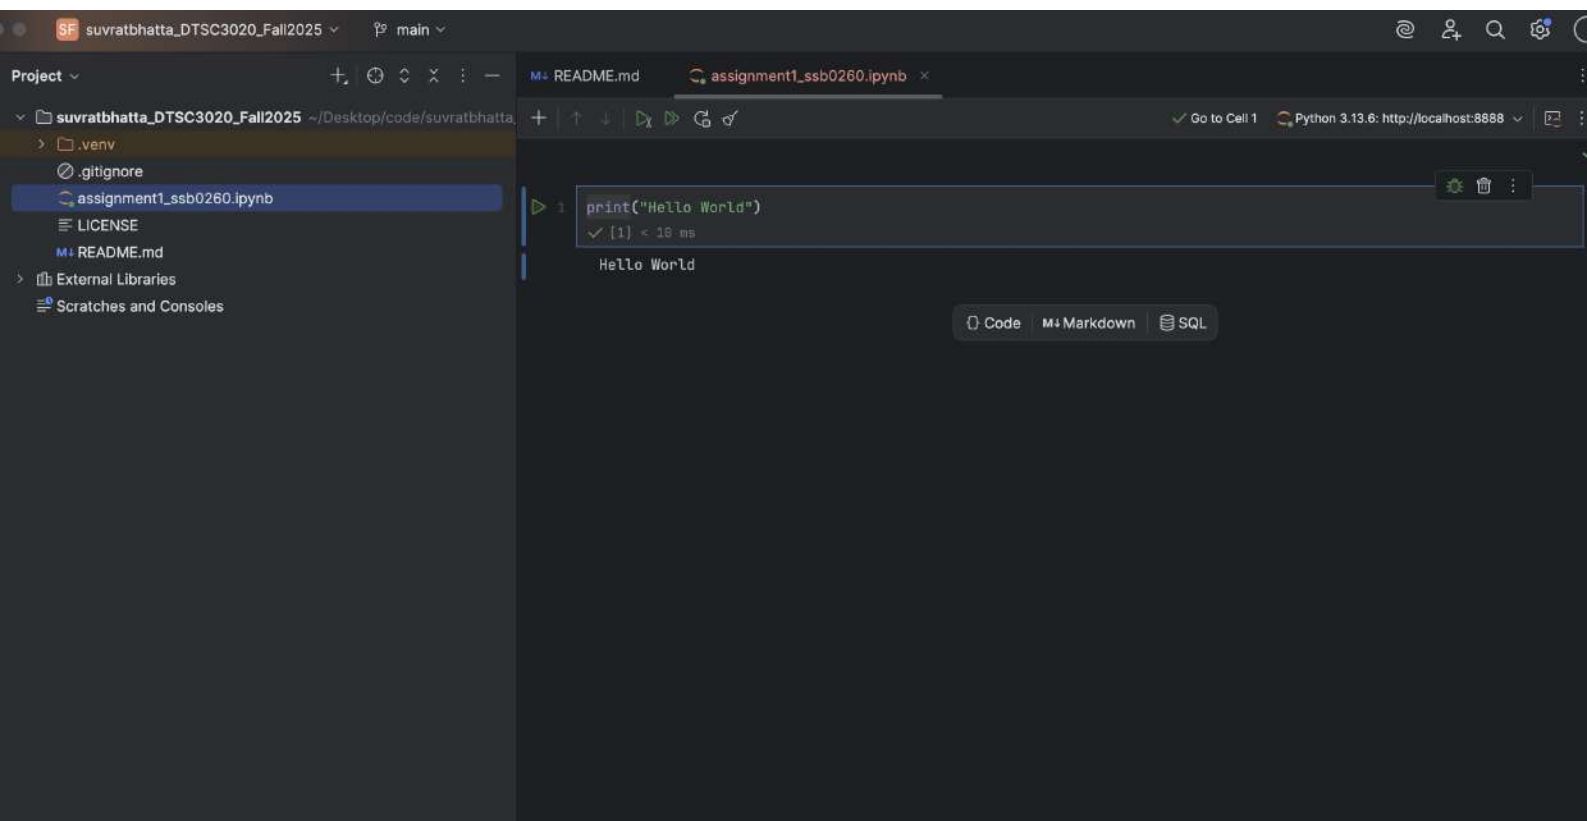 SF suvratbhatta_DTSC3020_Fall2025 main
Project
README.md assignment1_ssb0260.ipynb
suvratbhatta_DTSC3020_Fall2025 ~/Desktop/code/suvratbhatta_
Go to Cell 1 Python 3.13.6: http://localhost:8888
.venv
.gitignore
assignment1_ssb0260.ipynb
LICENSE
M↓ README.md
External Libraries
Scratches and Consoles
1 print("Hello World")
[1] < 10 ms
Hello World
{} Code M↓ Markdown SQL